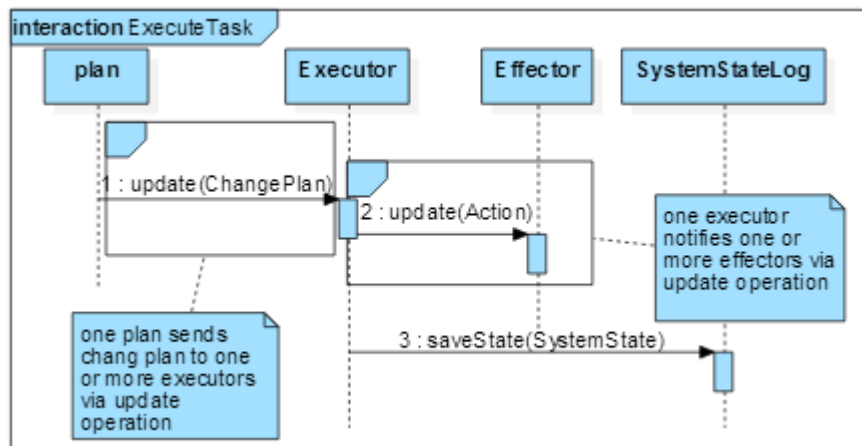 interaction ExecuteTask
plan
Executor
Effector
SystemStateLog
1 : update(ChangePlan)
2 : update(Action)
one executor
notifies one or
more effectors via
update operation
3 : saveState(SystemState)
one plan sends
chang plan to one
or more executors
via update
operation